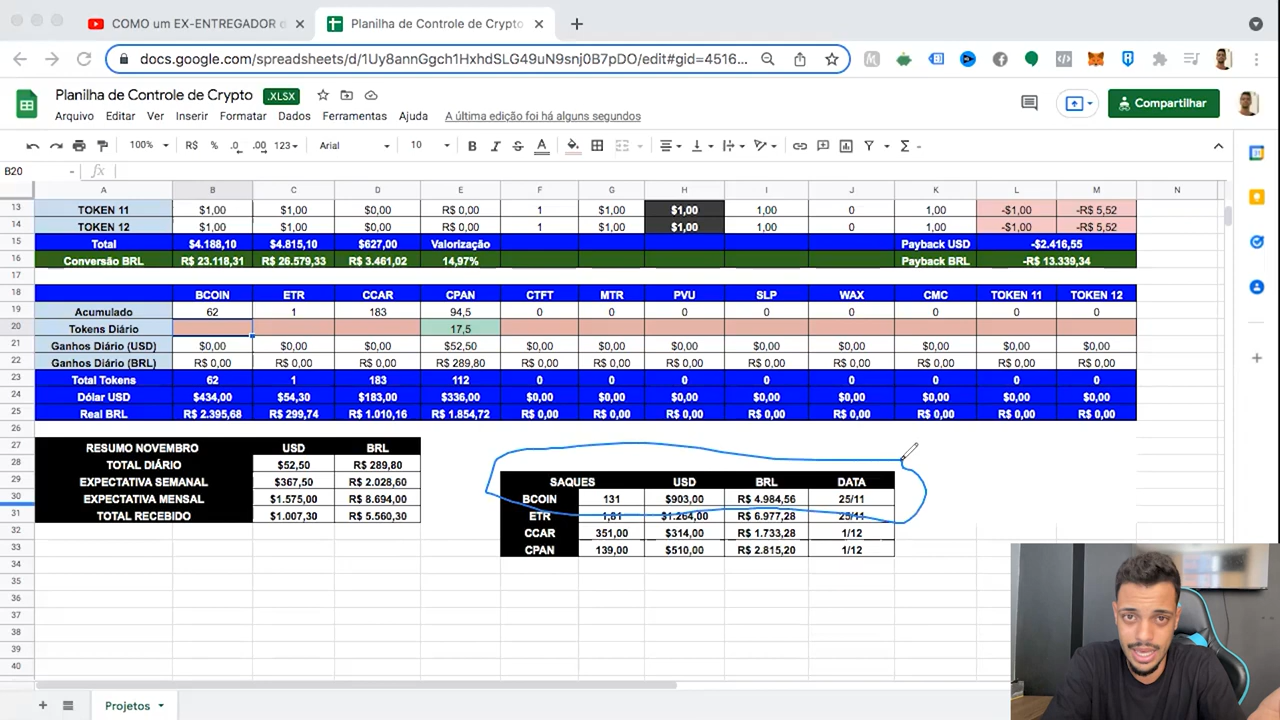 COMO um EX-ENTREGADOR
Planilha de Controle de Crypto
docs.google.com/spreadsheets/d/1Uy8annGgch1HxhdSLG49uN9snj0B7pDO/edit#gid=4516...
Planilha de Controle de Crypto .XLSX
Compartilhar
Arquivo Editar Ver Inserir Formatar Dados Ferramentas Ajuda A última edição foi há alguns segundos
100% R$ % .0 .00 123 Arial 10
B20 fx
A B C D E F G H I J K L M N
13 TOKEN 11 $1,00 $1,00 $0,00 R$ 0,00 1 $1,00 $1,00 1,00 0 1,00 -$1,00 -R$ 5,52
14 TOKEN 12 $1,00 $1,00 $0,00 R$ 0,00 1 $1,00 $1,00 1,00 0 1,00 -$1,00 -R$ 5,52
15 Total $4.188,10 $4.815,10 $627,00 Valorização Payback USD -$2.416,55
16 Conversão BRL R$ 23.118,31 R$ 26.579,33 R$ 3.461,02 14,97% Payback BRL -R$ 13.339,34
17
18 BCOIN ETR CCAR CPAN CTFT MTR PVU SLP WAX CMC TOKEN 11 TOKEN 12
19 Acumulado 62 1 183 94,5 0 0 0 0 0 0 0 0
20 Tokens Diário 17,5
21 Ganhos Diário (USD) $0,00 $0,00 $0,00 $52,50 $0,00 $0,00 $0,00 $0,00 $0,00 $0,00 $0,00 $0,00
22 Ganhos Diário (BRL) R$ 0,00 R$ 0,00 R$ 0,00 R$ 289,80 R$ 0,00 R$ 0,00 R$ 0,00 R$ 0,00 R$ 0,00 R$ 0,00 R$ 0,00 R$ 0,00
23 Total Tokens 62 1 183 112 0 0 0 0 0 0 0 0
24 Dólar USD $434,00 $54,30 $183,00 $336,00 $0,00 $0,00 $0,00 $0,00 $0,00 $0,00 $0,00 $0,00
25 Real BRL R$ 2.395,68 R$ 299,74 R$ 1.010,16 R$ 1.854,72 R$ 0,00 R$ 0,00 R$ 0,00 R$ 0,00 R$ 0,00 R$ 0,00 R$ 0,00 R$ 0,00
26
27 RESUMO NOVEMBRO USD BRL
28 TOTAL DIÁRIO $52,50 R$ 289,80
29 EXPECTATIVA SEMANAL $367,50 R$ 2.028,60 SAQUES USD BRL DATA
30 EXPECTATIVA MENSAL $1.575,00 R$ 8.694,00 BCOIN 131 $903,00 R$ 4.984,56 25/11
31 TOTAL RECEBIDO $1.007,30 R$ 5.560,30 ETR 1,81 $1.264,00 R$ 6.977,28 25/11
32 CCAR 351,00 $314,00 R$ 1.733,28 1/12
33 CPAN 139,00 $510,00 R$ 2.815,20 1/12
34
35
36
37
38
39
40
Projetos